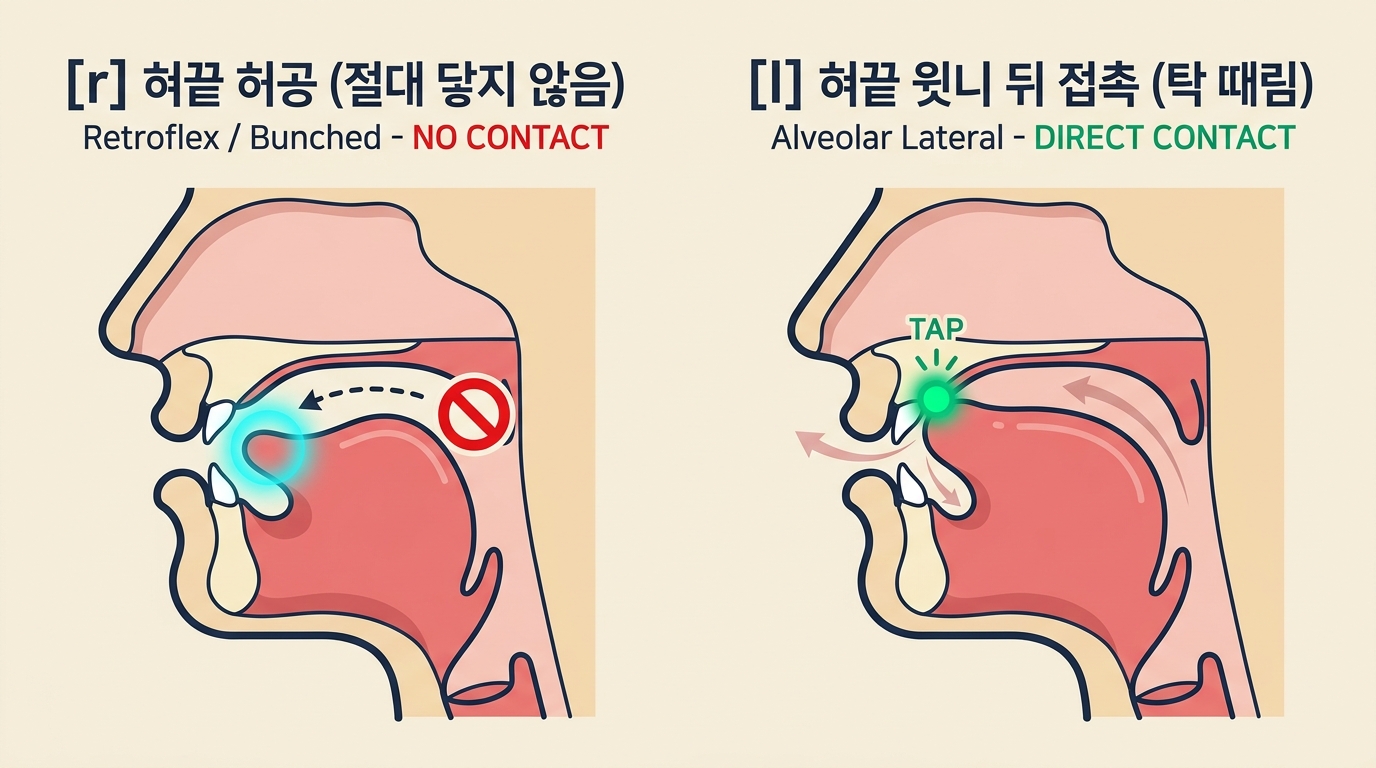 [r] 혀끝 허공 (절대 닿지 않음)
Retroflex / Bunched - NO CONTACT
[l] 혀끝 윗니 뒤 접촉 (탁 때림)
Alveolar Lateral - DIRECT CONTACT
TAP